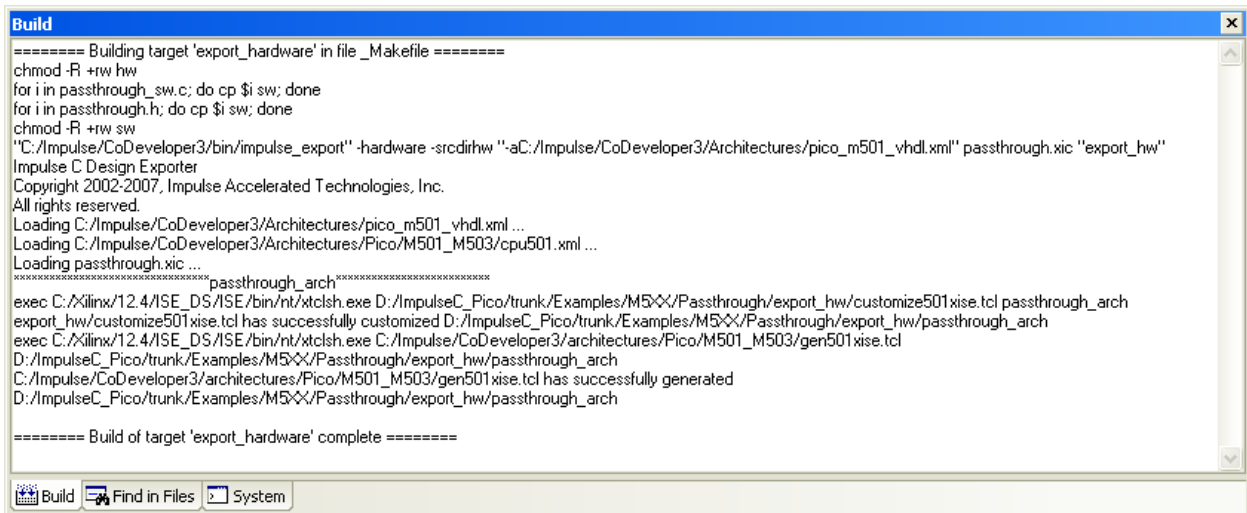 Build
======== Building target 'export_hardware' in file _Makefile ========
chmod -R +rw hw
for i in passthrough_sw.c; do cp $i sw; done
for i in passthrough.h; do cp $i sw; done
chmod -R +rw sw
"C:/Impulse/CoDeveloper3/bin/impulse_export" -hardware -srcdirhw "-aC:/Impulse/CoDeveloper3/Architectures/pico_m501_vhdl.xml" passthrough.xic "export_hw"
Impulse C Design Exporter
Copyright 2002-2007, Impulse Accelerated Technologies, Inc.
All rights reserved.
Loading C:/Impulse/CoDeveloper3/Architectures/pico_m501_vhdl.xml ...
Loading C:/Impulse/CoDeveloper3/Architectures/Pico/M501_M503/cpu501.xml ...
Loading passthrough.xic ...
********************************passthrough_arch**************************
exec C:/Xilinx/12.4/ISE_DS/ISE/bin/nt/xtclsh.exe D:/ImpulseC_Pico/trunk/Examples/M5XX/Passthrough/export_hw/customize501xise.tcl passthrough_arch
export_hw/customize501xise.tcl has successfully customized D:/ImpulseC_Pico/trunk/Examples/M5XX/Passthrough/export_hw/passthrough_arch
exec C:/Xilinx/12.4/ISE_DS/ISE/bin/nt/xtclsh.exe C:/Impulse/CoDeveloper3/architectures/Pico/M501_M503/gen501xise.tcl
D:/ImpulseC_Pico/trunk/Examples/M5XX/Passthrough/export_hw/passthrough_arch
C:/Impulse/CoDeveloper3/architectures/Pico/M501_M503/gen501xise.tcl has successfully generated
D:/ImpulseC_Pico/trunk/Examples/M5XX/Passthrough/export_hw/passthrough_arch
======== Build of target 'export_hardware' complete ========
Build Find in Files System